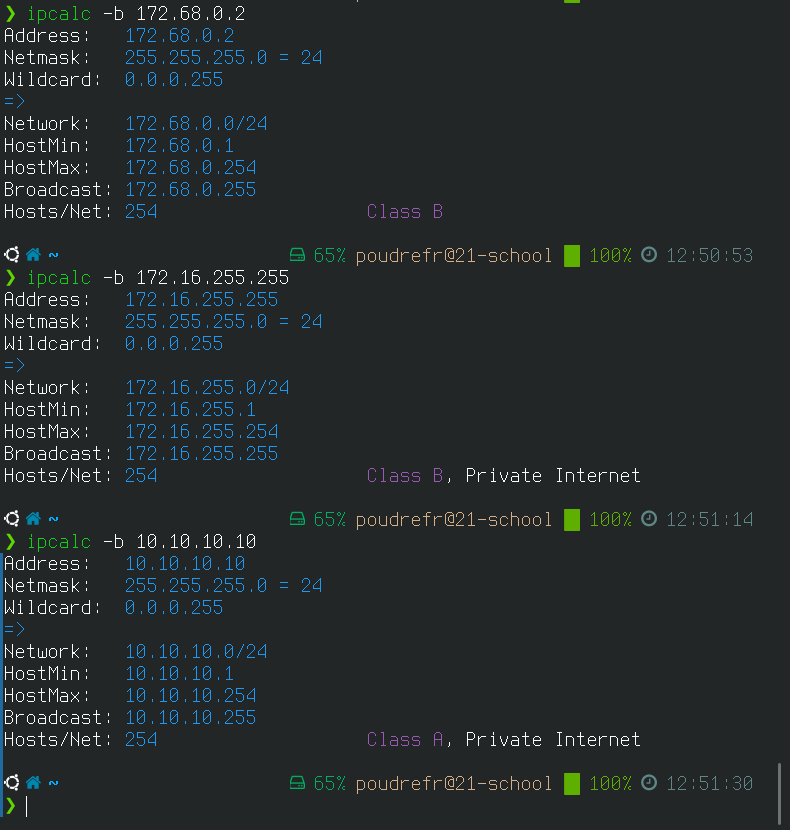 ❯ ipcalc -b 172.68.0.2
Address:   172.68.0.2
Netmask:   255.255.255.0 = 24
Wildcard:  0.0.0.255
=>
Network:   172.68.0.0/24
HostMin:   172.68.0.1
HostMax:   172.68.0.254
Broadcast: 172.68.0.255
Hosts/Net: 254                   Class B
~ 65% poudrefr@21-school 100% 12:50:53
❯ ipcalc -b 172.16.255.255
Address:   172.16.255.255
Netmask:   255.255.255.0 = 24
Wildcard:  0.0.0.255
=>
Network:   172.16.255.0/24
HostMin:   172.16.255.1
HostMax:   172.16.255.254
Broadcast: 172.16.255.255
Hosts/Net: 254                   Class B, Private Internet
~ 65% poudrefr@21-school 100% 12:51:14
❯ ipcalc -b 10.10.10.10
Address:   10.10.10.10
Netmask:   255.255.255.0 = 24
Wildcard:  0.0.0.255
=>
Network:   10.10.10.0/24
HostMin:   10.10.10.1
HostMax:   10.10.10.254
Broadcast: 10.10.10.255
Hosts/Net: 254                   Class A, Private Internet
~ 65% poudrefr@21-school 100% 12:51:30
❯